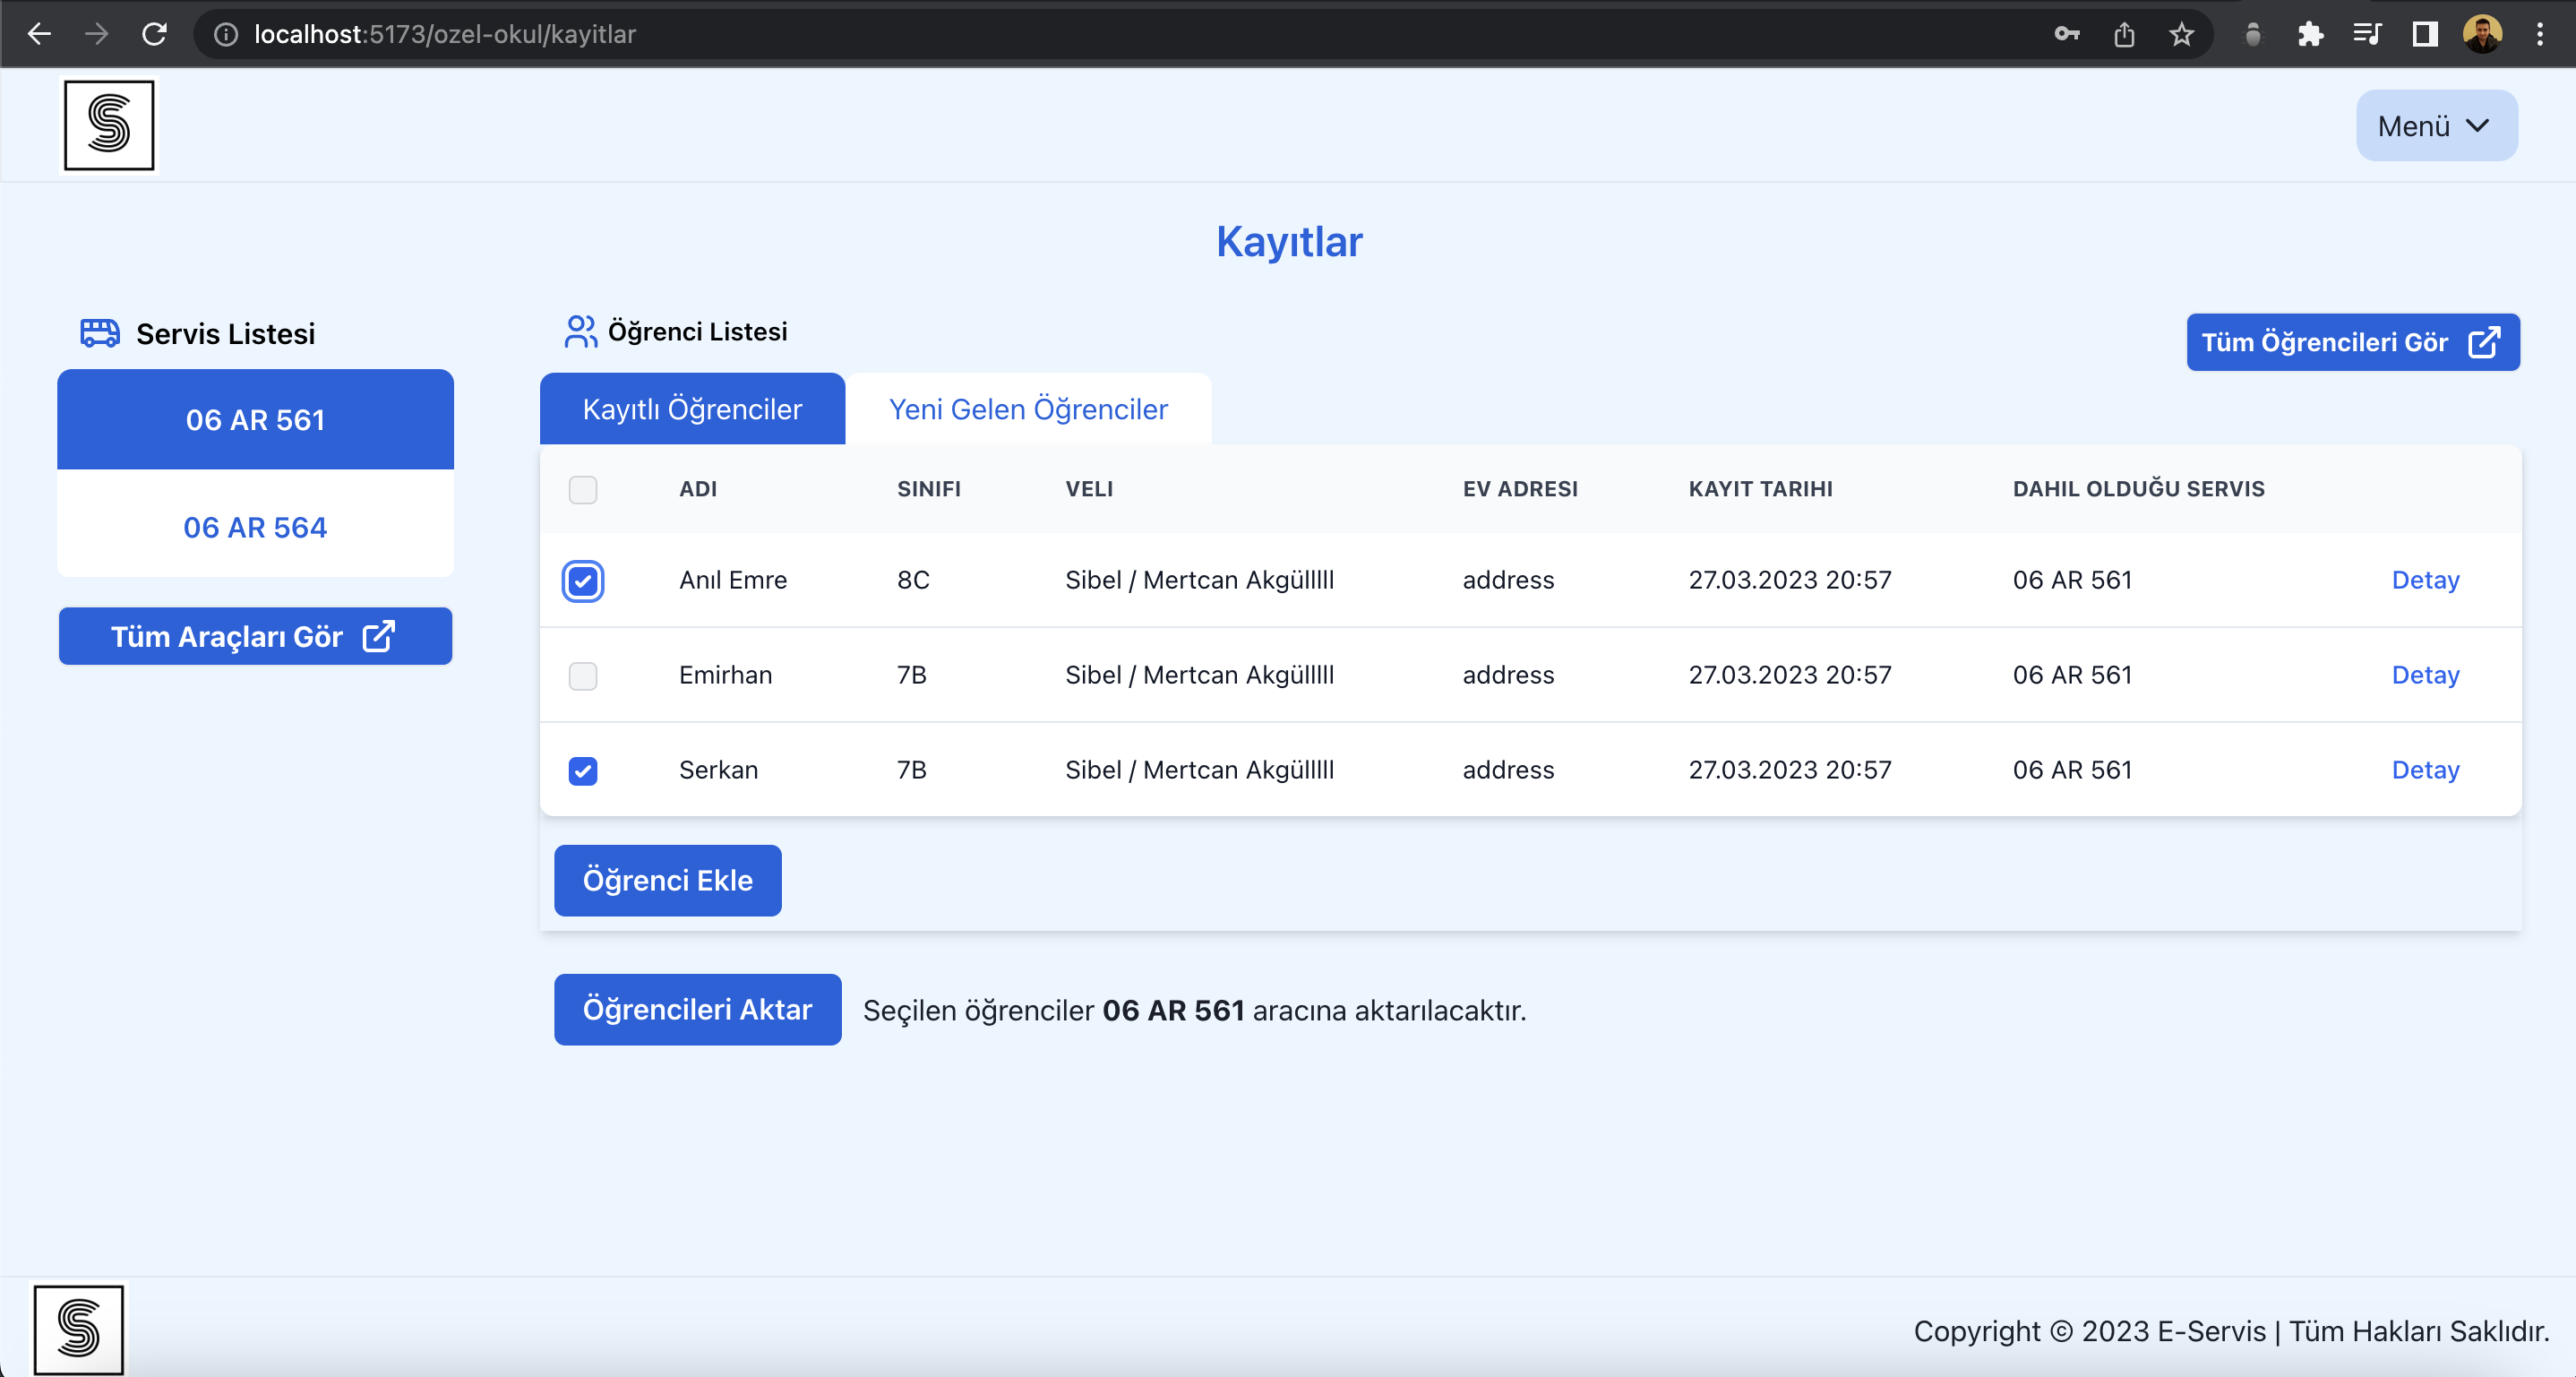 localhost:5173/ozel-okul/kayitlar
Menü
Kayıtlar
Servis Listesi
06 AR 561
06 AR 564
Tüm Araçları Gör
Öğrenci Listesi
Tüm Öğrencileri Gör
Kayıtlı Öğrenciler Yeni Gelen Öğrenciler
ADI SINIFI VELI EV ADRESI KAYIT TARIHI DAHIL OLDUĞU SERVIS
Anıl Emre 8C Sibel / Mertcan Akgülllll address 27.03.2023 20:57 06 AR 561 Detay
Emirhan 7B Sibel / Mertcan Akgülllll address 27.03.2023 20:57 06 AR 561 Detay
Serkan 7B Sibel / Mertcan Akgülllll address 27.03.2023 20:57 06 AR 561 Detay
Öğrenci Ekle
Öğrencileri Aktar Seçilen öğrenciler 06 AR 561 aracına aktarılacaktır.
Copyright © 2023 E-Servis | Tüm Hakları Saklıdır.